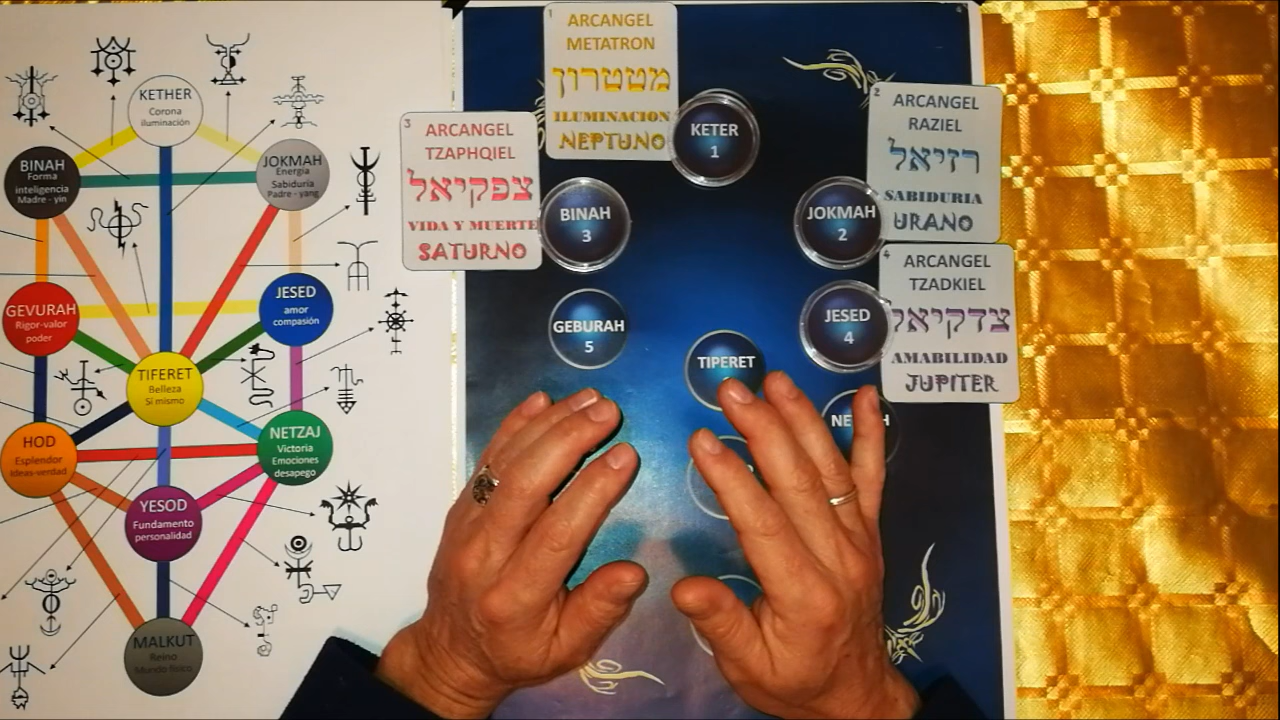 KETHER
Corona
iluminación
BINAH
Forma
inteligencia
Madre - yin
JOKMAH
Energía
Sabiduria
Padre - yang
GEVURAH
Rigor-valor
poder
JESED
amor
compasión
TIFERET
Belleza
Sí mismo
HOD
Esplendor
Ideas-verdad
NETZAJ
Victoria
Emociones
desapego
YESOD
Fundamento
personalidad
MALKUT
Reino
Mundo físico
1
ARCANGEL
METATRON
מטטרון
ILUMINACION
NEPTUNO
KETER
1
2
ARCANGEL
RAZIEL
רזיאל
SABIDURIA
URANO
3
ARCANGEL
TZAPHQIEL
צפקיאל
VIDA Y MUERTE
SATURNO
BINAH
3
JOKMAH
2
4
ARCANGEL
TZADKIEL
צדקיאל
AMABILIDAD
JUPITER
GEBURAH
5
JESED
4
TIPERET